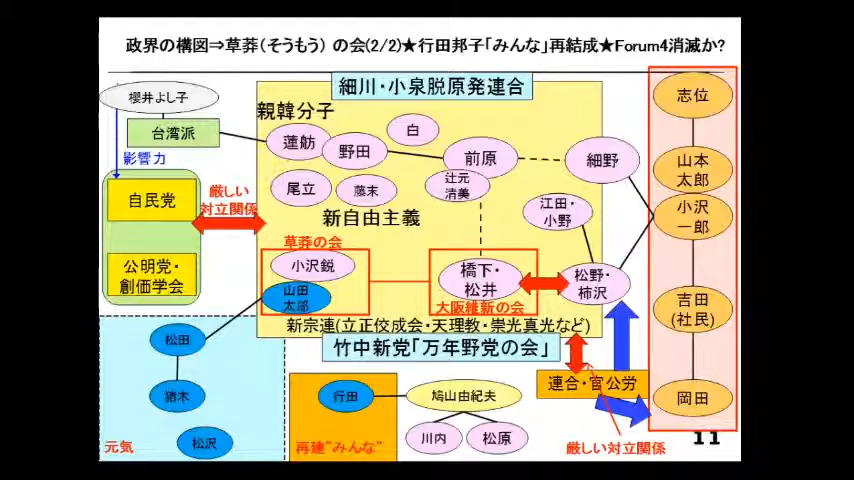 政界の構図⇒草莽（そうもう）の会(2/2)★行田邦子「みんな」再結成★Forum4消滅か？
細川・小泉脱原発連合
志位
櫻井よし子
親韓分子
白
台湾派
蓮舫
野田
前原
細野
影響力
山本
太郎
自民党
厳しい
対立関係
尾立
藤末
辻元
清美
小沢
一郎
江田・
小野
新自由主義
草莽の会
小沢鋭
公明党・
創価学会
橋下・
松井
松野・
柿沢
山田
太郎
大阪維新の会
吉田
(社民)
新宗連(立正佼成会・天理教・崇光真光など)
松田
竹中新党「万年野党の会」
連合・官公労
猪木
行田
鳩山由紀夫
岡田
松沢
川内
松原
11
元気
再建“みんな”
厳しい対立関係